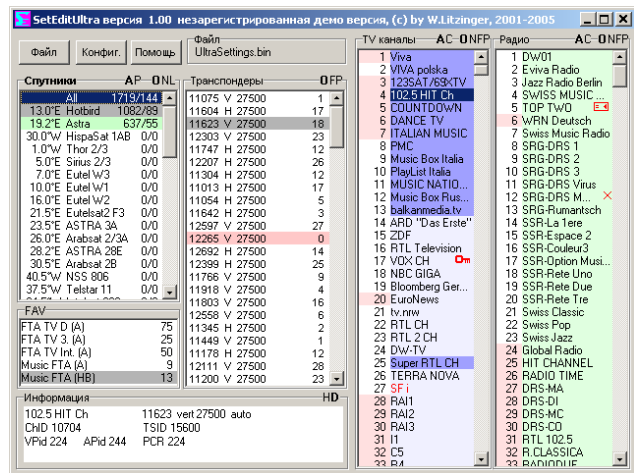 SetEditUltra версия 1.00 незарегистрированная демо версия, (c) by W.Litzinger, 2001-2005
Файл
Конфиг.
Помощь
Файл
UltraSettings.bin
Спутники AP ONL
All 1719/144
13.0°E Hotbird 1082/89
19.2°E Astra 637/55
30.0°W HispaSat 1AB 0/0
1.0°W Thor 2/3 0/0
5.0°E Sirius 2/3 0/0
7.0°E Eutel W3 0/0
10.0°E Eutel W1 0/0
16.0°E Eutel W2 0/0
21.5°E Eutelsat2 F3 0/0
23.5°E ASTRA 3A 0/0
26.0°E Arabsat 2/3A 0/0
28.2°E ASTRA 28E 0/0
30.5°E Arabsat 2B 0/0
40.5°W NSS 806 0/0
37.5°W Telstar 11 0/0
FAV
FTA TV D (A) 75
FTA TV 3. (A) 25
FTA TV Int. (A) 50
Music FTA (A) 9
Music FTA (HB) 13
Транспондеры 0FP
11075 V 27500 1
11604 H 27500 17
11623 V 27500 18
12303 V 27500 23
11747 H 27500 12
12207 H 27500 26
11304 H 27500 12
11013 H 27500 17
11054 H 27500 5
11642 H 27500 3
12597 V 27500 27
12265 V 27500 0
12692 H 27500 14
12399 H 27500 25
11766 V 27500 9
11918 V 27500 4
11803 V 27500 16
12558 V 27500 6
11345 H 27500 2
11449 V 27500 1
11178 H 27500 12
12111 V 27500 28
11200 V 27500 23
Информация HD
102.5 HIT Ch 11623 vert 27500 auto
ChID 10704 TSID 15600
VPid 224 APid 244 PCR 224
TV каналы AC ONFP
1 Viva
2 VIVA polska
3 123SAT/69XTV
4 102.5 HIT Ch
5 COUNTDOWN
6 DANCE TV
7 ITALIAN MUSIC
8 PMC
9 Music Box Italia
10 PlayList Italia
11 MUSIC NATIO...
12 Music Box Rus...
13 balkanmedia.tv
14 ARD "Das Erste"
15 ZDF
16 RTL Television
17 VOX CH
18 NBC GIGA
19 Bloomberg Ger...
20 EuroNews
21 tv.nrw
22 RTL CH
23 RTL 2 CH
24 DW-TV
25 Super RTL CH
26 TERRA NOVA
27 SF i
28 RAI1
29 RAI2
30 RAI3
31 I1
32 C5
33 R4
Радио AC ONFP
1 DW01
2 Eviva Radio
3 Jazz Radio Berlin
4 SWISS MUSIC ...
5 TOP TWO
6 WRN Deutsch
7 Swiss Music Radio
8 SRG-DRS 1
9 SRG-DRS 2
10 SRG-DRS 3
11 SRG-DRS Virus
12 SRG-DRS M...
13 SRG-Rumantsch
14 SSR-La 1ere
15 SSR-Espace 2
16 SSR-Couleur3
17 SSR-Option Musi...
18 SSR-Rete Uno
19 SSR-Rete Due
20 SSR-Rete Tre
21 Swiss Classic
22 Swiss Pop
23 Swiss Jazz
24 Global Radio
25 HIT CHANNEL
26 RADIO TIME
27 DRS-MA
28 DRS-DI
29 DRS-MC
30 DRS-CO
31 RTL 102.5
32 R.CLASSICA
33 RADIODUE